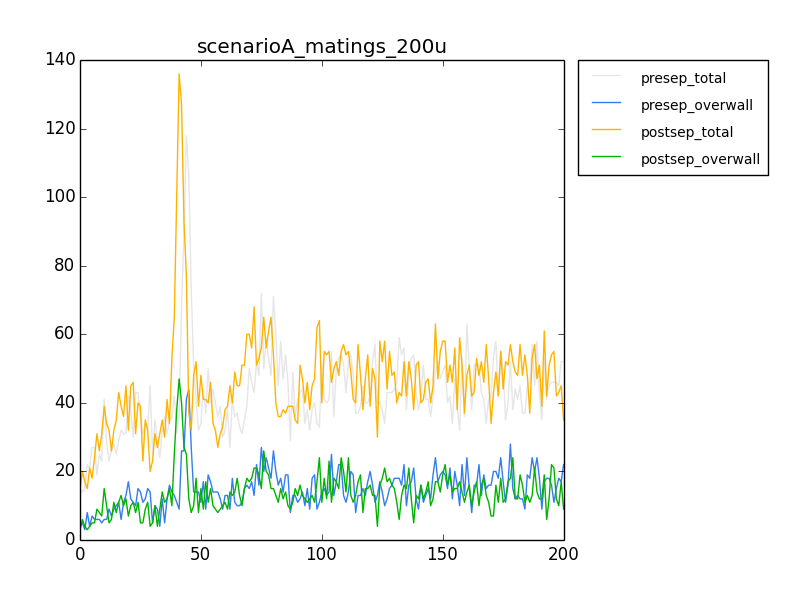 scenarioA_matings_200u
140
120
100
80
60
40
20
0
0 50 100 150 200
presep_total
presep_overwall
postsep_total
postsep_overwall